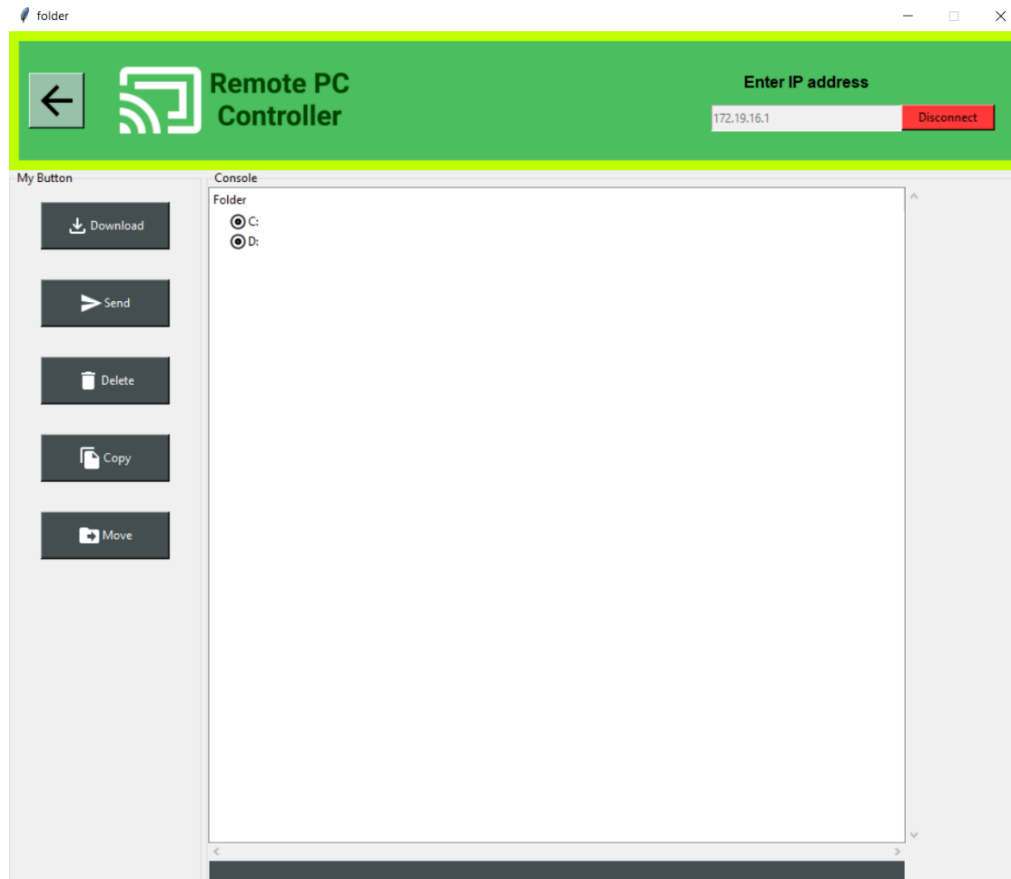 folder
Remote PC
Controller
Enter IP address
172.19.16.1
Disconnect
My Button
Console
Download
Send
Delete
Copy
Move
Folder
C:
D: